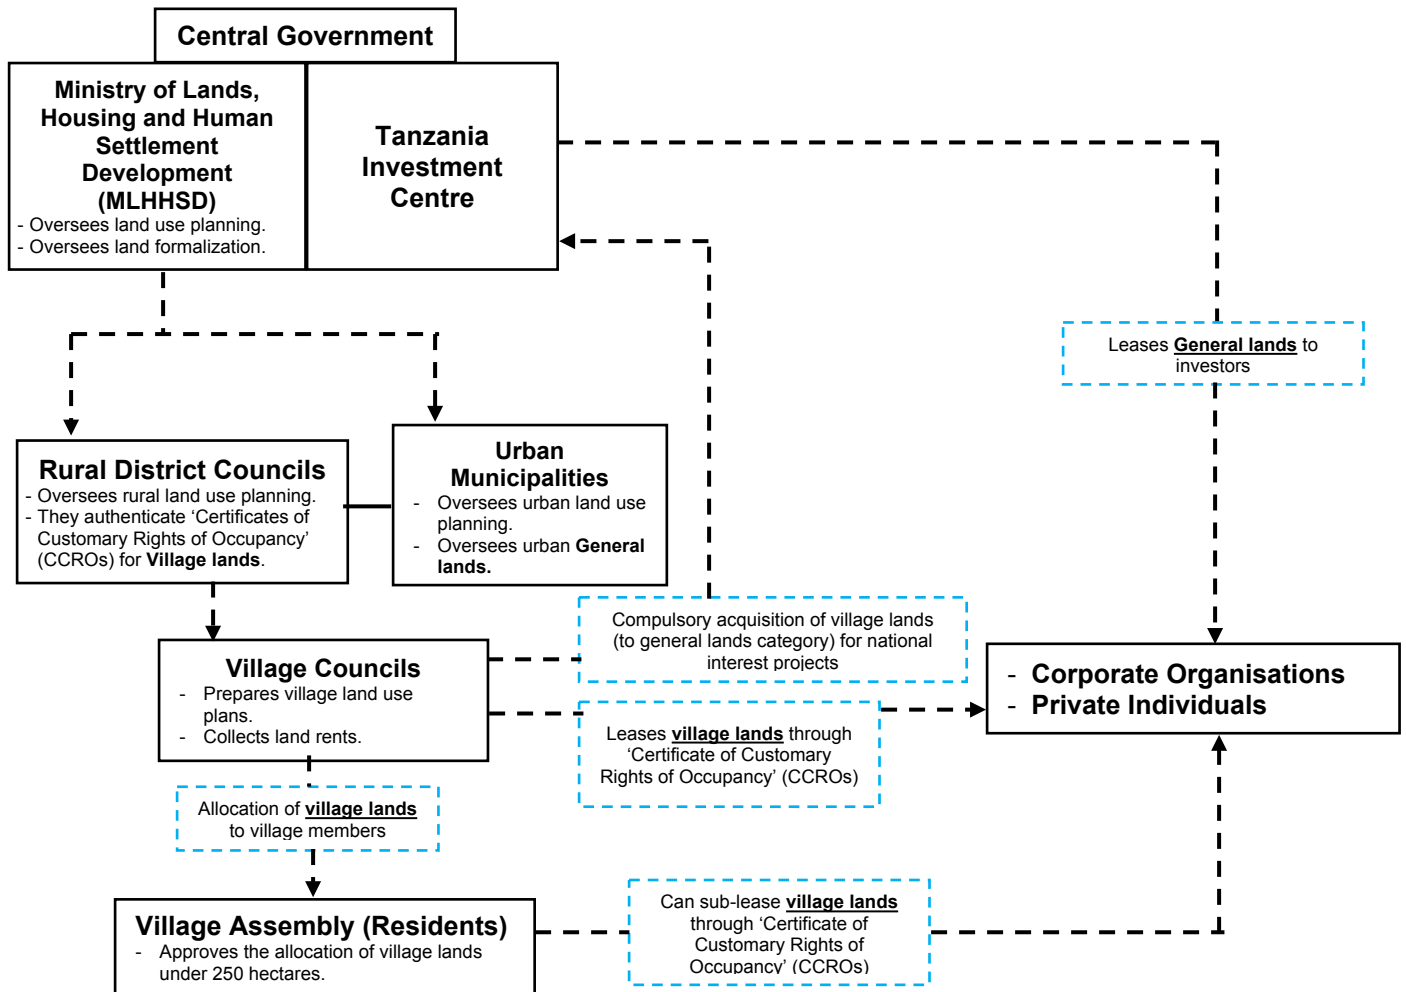 Central Government
Ministry of Lands,
Housing and Human
Settlement
Development
(MLHHSD)
- Oversees land use planning.
- Oversees land formalization.
Tanzania
Investment
Centre
Leases General lands to
investors
Rural District Councils
- Oversees rural land use planning.
- They authenticate ‘Certificates of
Customary Rights of Occupancy’
(CCROs) for Village lands.
Urban
Municipalities
- Oversees urban land use
planning.
- Oversees urban General
lands.
Compulsory acquisition of village lands
(to general lands category) for national
interest projects
Village Councils
- Prepares village land use
plans.
- Collects land rents.
- Corporate Organisations
- Private Individuals
Leases village lands through
‘Certificate of Customary
Rights of Occupancy’ (CCROs)
Allocation of village lands
to village members
Village Assembly (Residents)
- Approves the allocation of village lands
under 250 hectares.
Can sub-lease village lands
through ‘Certificate of
Customary Rights of
Occupancy’ (CCROs)